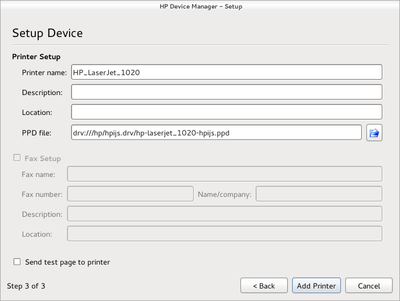 HP Device Manager - Setup
Setup Device
Printer Setup
Printer name: HP_LaserJet_1020
Description:
Location:
PPD file: drv:///hp/hpijs.drv/hp-laserjet_1020-hpijs.ppd
Fax Setup
Fax name:
Fax number: Name/company:
Description:
Location:
Send test page to printer
Step 3 of 3 < Back Add Printer Cancel